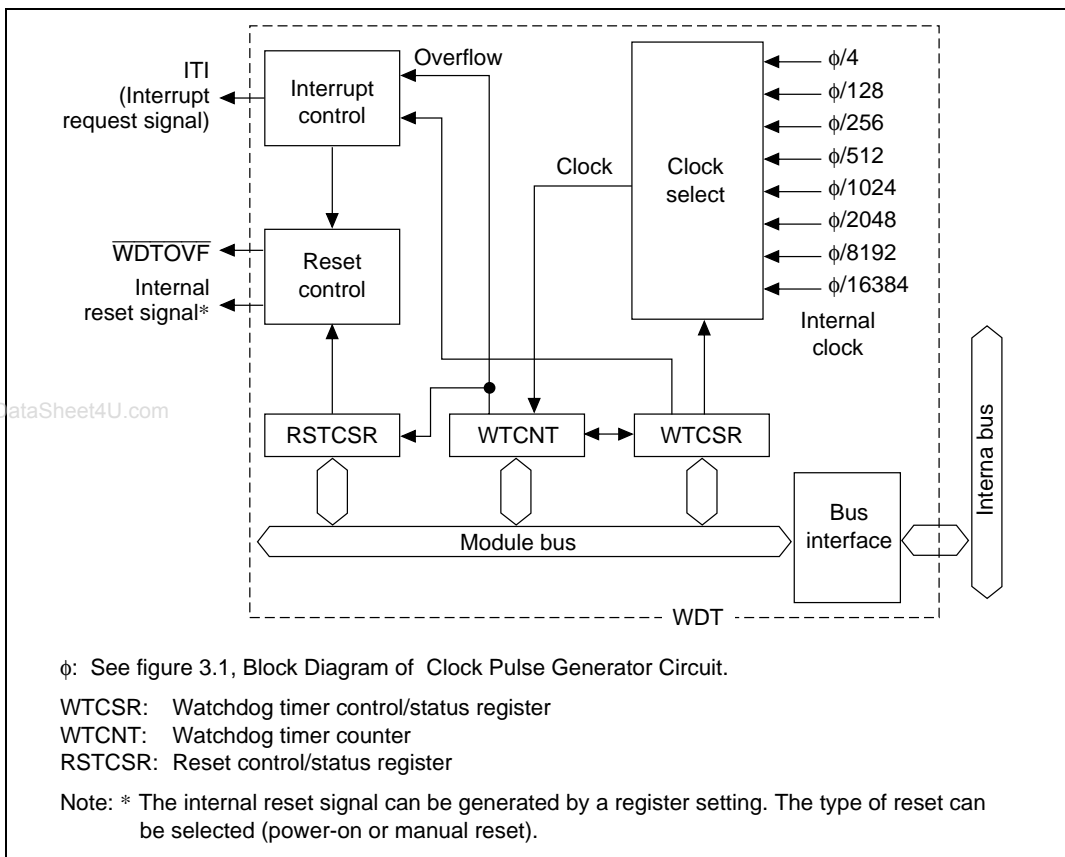 Overflow
ITI
(Interrupt
request signal)
Interrupt
control
WDTOVF
Internal
reset signal*
Reset
control
Clock
Clock
select
ϕ/4
ϕ/128
ϕ/256
ϕ/512
ϕ/1024
ϕ/2048
ϕ/8192
ϕ/16384
Internal
clock
DataSheet4U.com
RSTCSR
WTCNT
WTCSR
Module bus
Bus
interface
Interna bus
WDT
ϕ: See figure 3.1, Block Diagram of Clock Pulse Generator Circuit.
WTCSR: Watchdog timer control/status register
WTCNT: Watchdog timer counter
RSTCSR: Reset control/status register
Note: * The internal reset signal can be generated by a register setting. The type of reset can
be selected (power-on or manual reset).